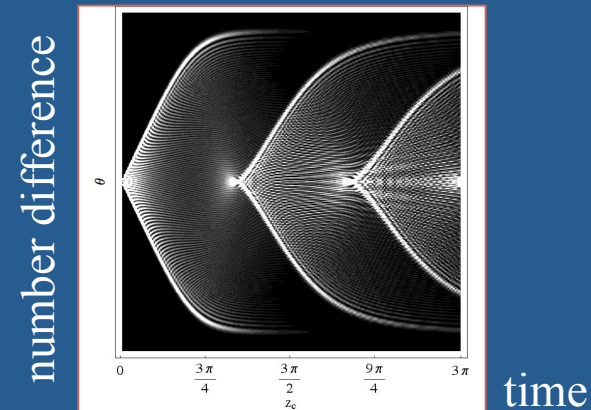 number difference
θ
0
3π/4
3π/2
9π/4
3π
z_c
time